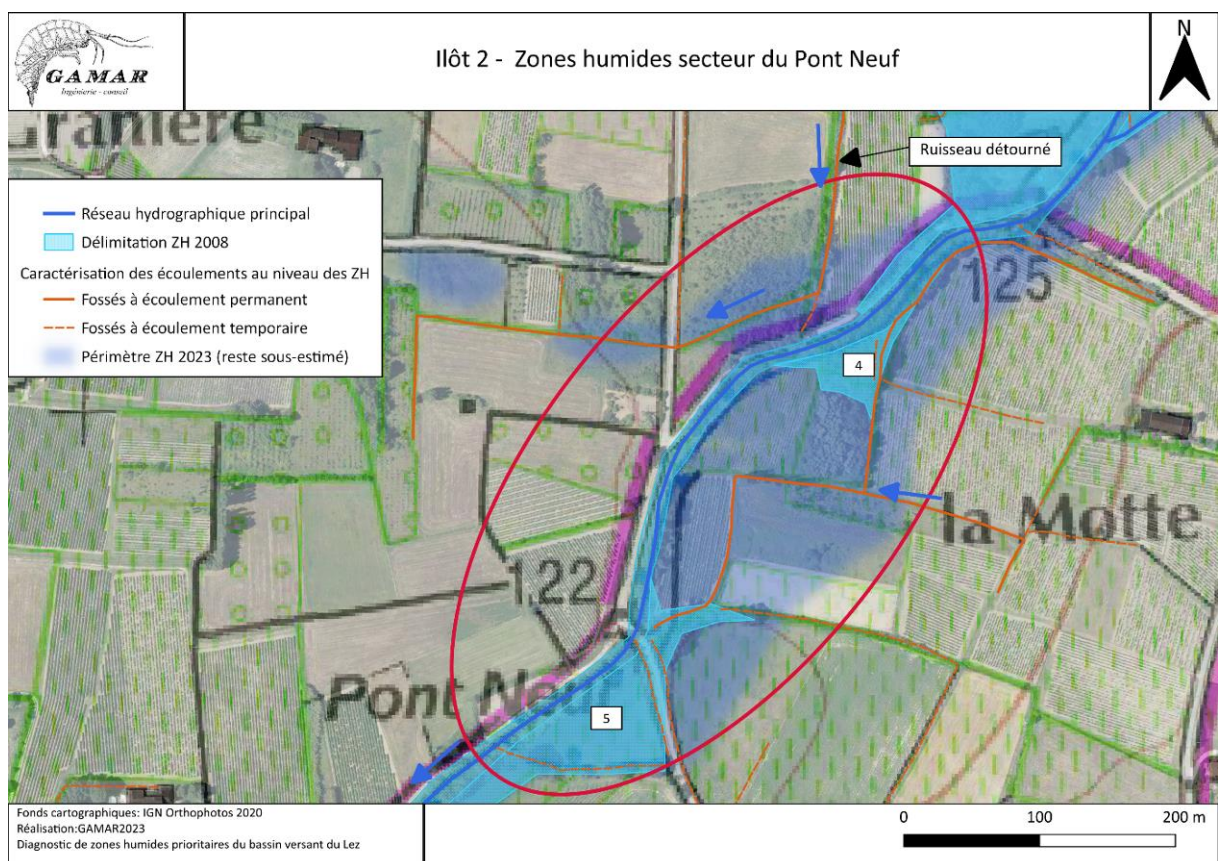 GAMAR
Ingénierie - conseil
Ilôt 2 - Zones humides secteur du Pont Neuf
N
Ruisseau détourné
Réseau hydrographique principal
Délimitation ZH 2008
Caractérisation des écoulements au niveau des ZH
Fossés à écoulement permanent
Fossés à écoulement temporaire
Périmètre ZH 2023 (reste sous-estimé)
125
4
la Motte
122
Pont Neuf
5
Fonds cartographiques: IGN Orthophotos 2020
Réalisation:GAMAR2023
Diagnostic de zones humides prioritaires du bassin versant du Lez
0 100 200 m